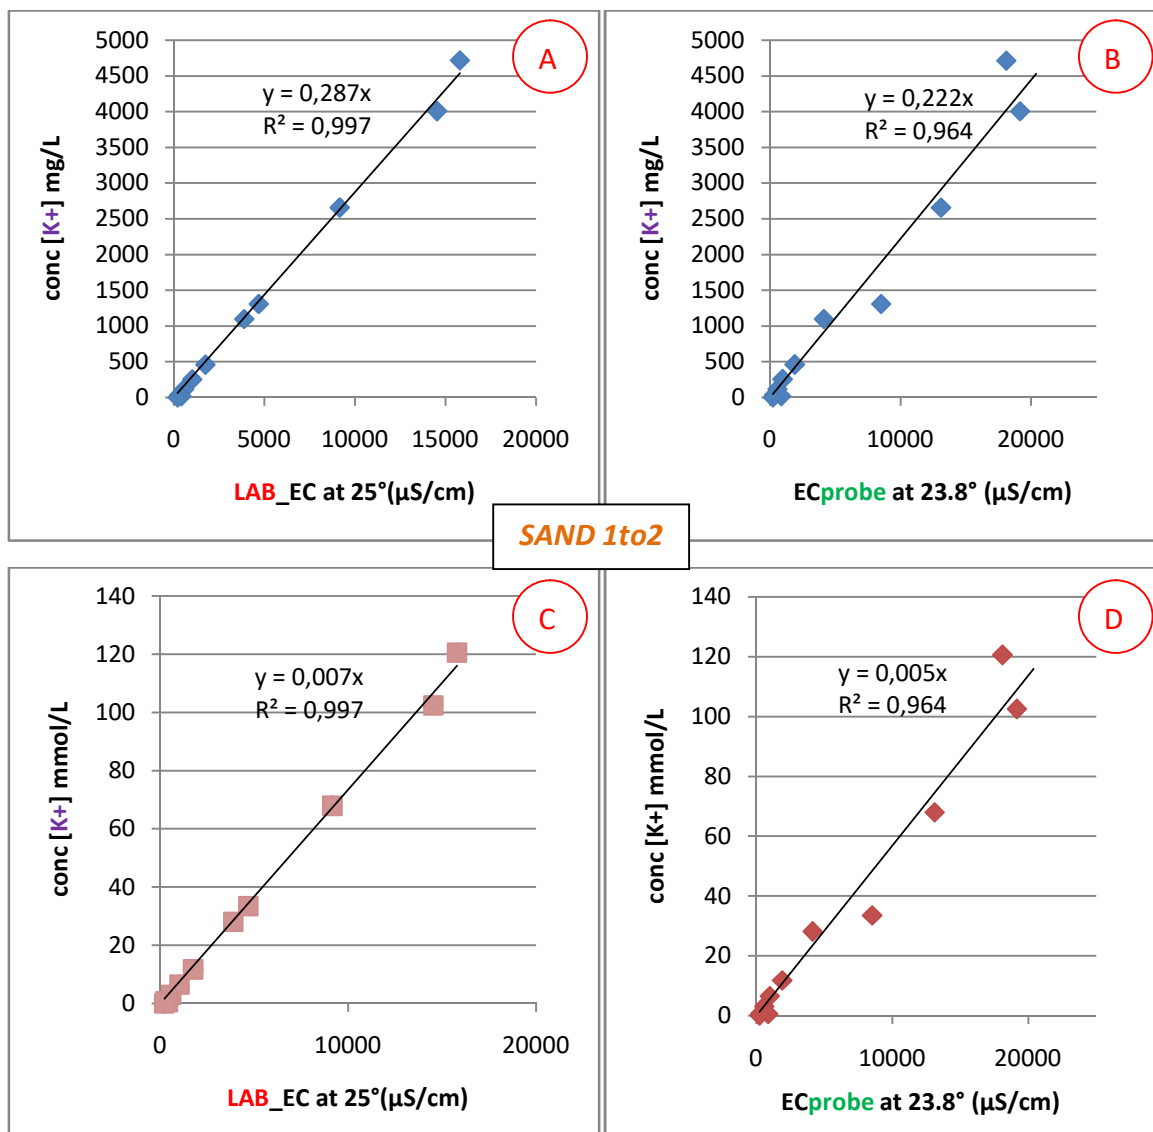 A
5000
4500
4000
3500
3000
2500
2000
1500
1000
500
0
conc [K+] mg/L
y = 0,287x
R² = 0,997
0 5000 10000 15000 20000
LAB_EC at 25°(µS/cm)
B
5000
4500
4000
3500
3000
2500
2000
1500
1000
500
0
conc [K+] mg/L
y = 0,222x
R² = 0,964
0 10000 20000
ECprobe at 23.8° (µS/cm)
SAND 1to2
C
140
120
100
80
60
40
20
0
conc [K+] mmol/L
y = 0,007x
R² = 0,997
0 10000 20000
LAB_EC at 25°(µS/cm)
D
140
120
100
80
60
40
20
0
conc [K+] mmol/L
y = 0,005x
R² = 0,964
0 10000 20000
ECprobe at 23.8° (µS/cm)